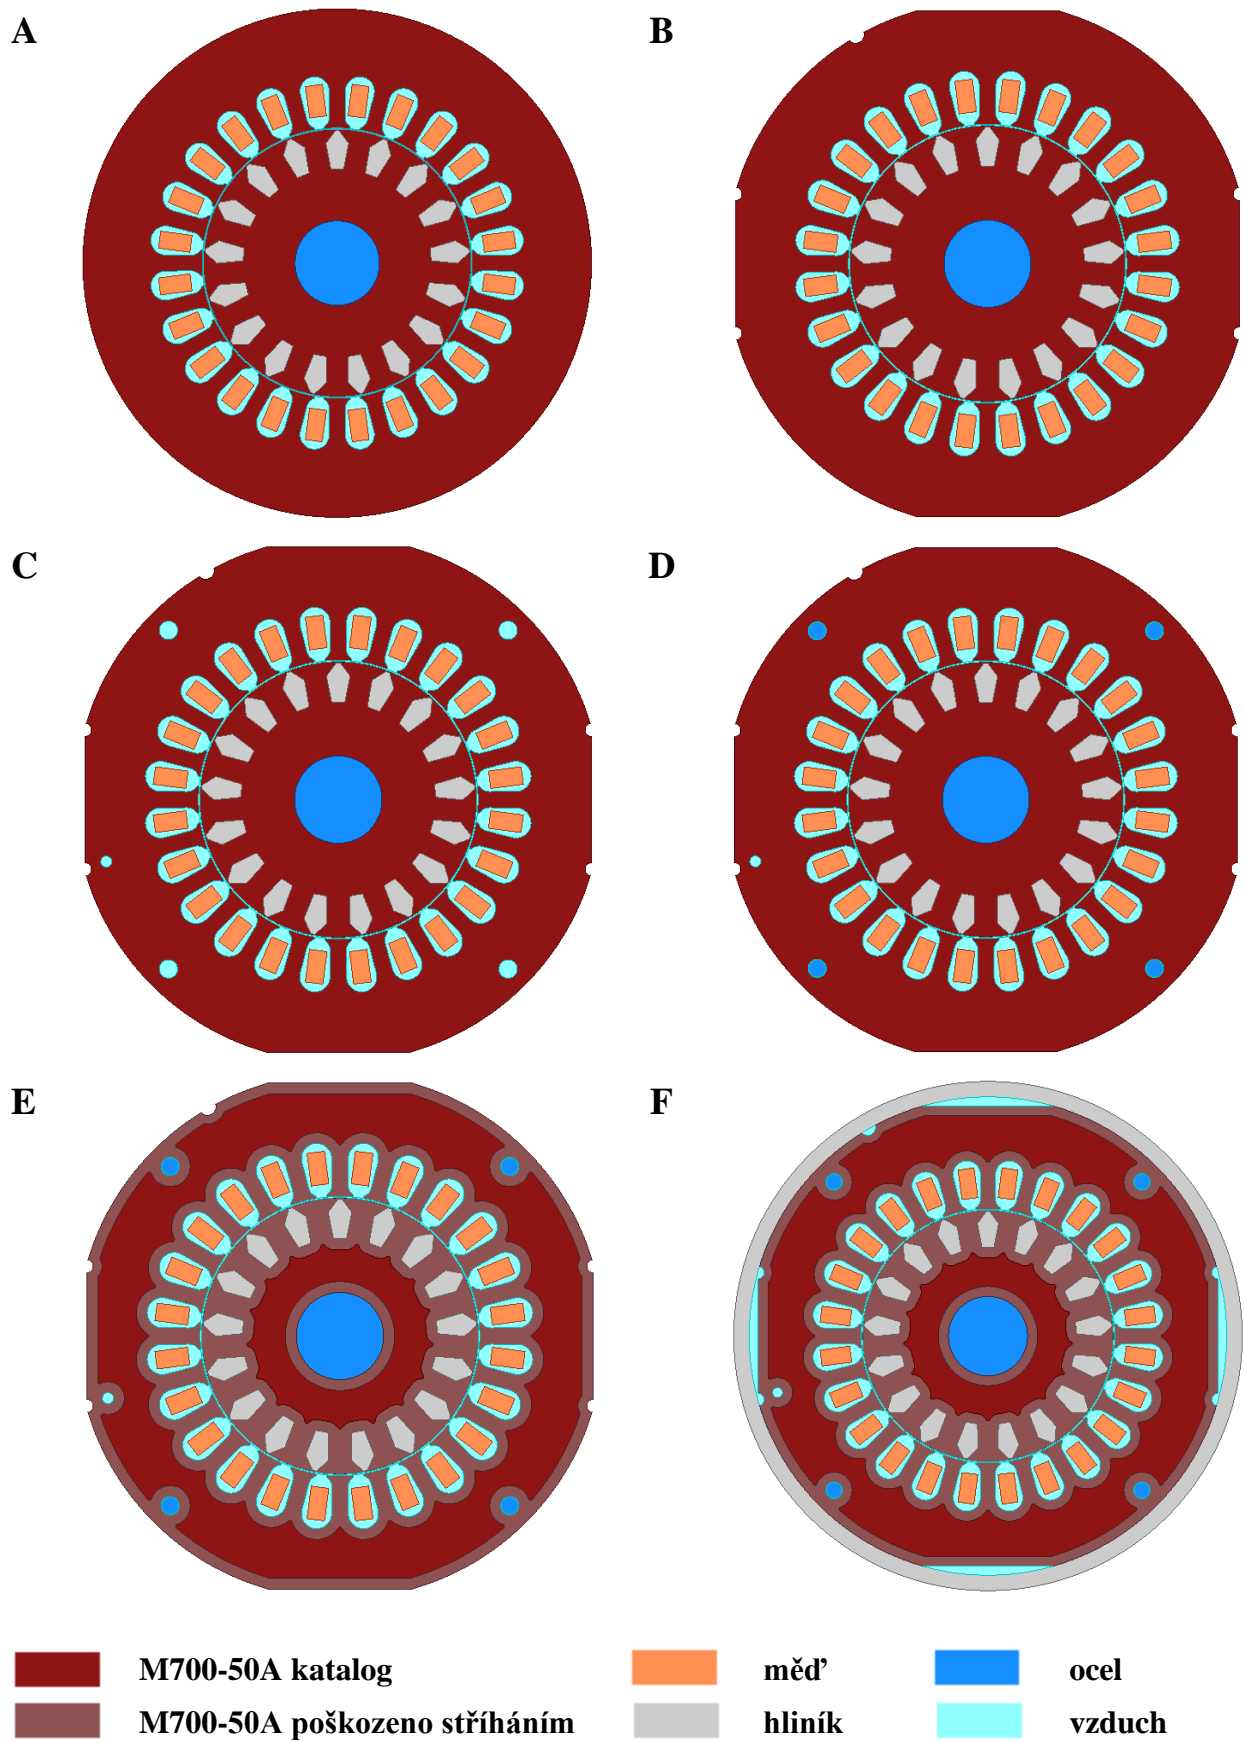 A
B
C
D
E
F
M700-50A katalog
měď
ocel
M700-50A poškozeno stříháním
hliník
vzduch